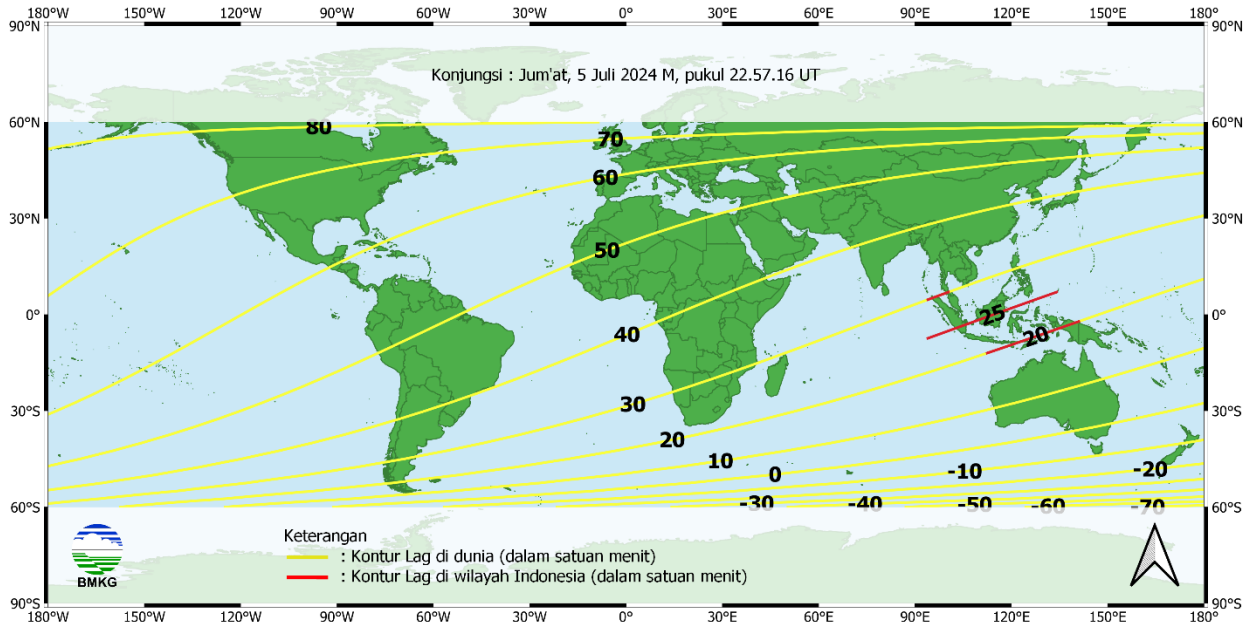 180°W 150°W 120°W 90°W 60°W 30°W 0° 30°E 60°E 90°E 120°E 150°E 180°
90°N 90°N
Konjungsi : Jum'at, 5 Juli 2024 M, pukul 22.57.16 UT
60°N 60°N
80
70
60
30°N 30°N
50
0° 0°
25
40
20
30°S 30°S
30
20
10
0
-10
-20
60°S 60°S
-30
-40
-50
-60
-70
Keterangan
: Kontur Lag di dunia (dalam satuan menit)
: Kontur Lag di wilayah Indonesia (dalam satuan menit)
BMKG
90°S 90°S
180°W 150°W 120°W 90°W 60°W 30°W 0° 30°E 60°E 90°E 120°E 150°E 180°